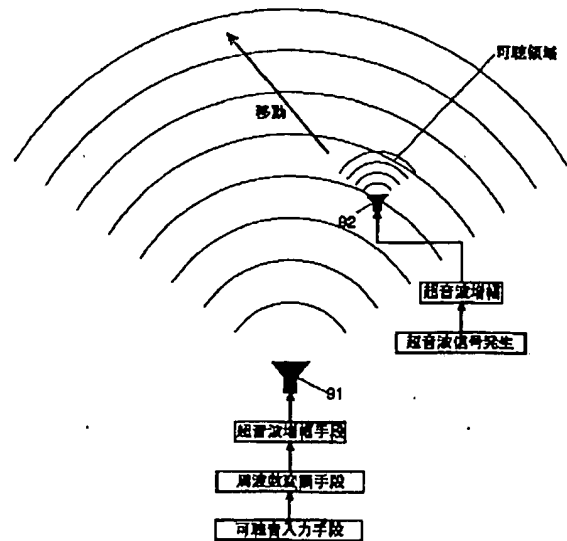 可聴領域
移動
92
超音波増幅
超音波信号発生
91
超音波増幅手段
周波数変調手段
可聴音入力手段